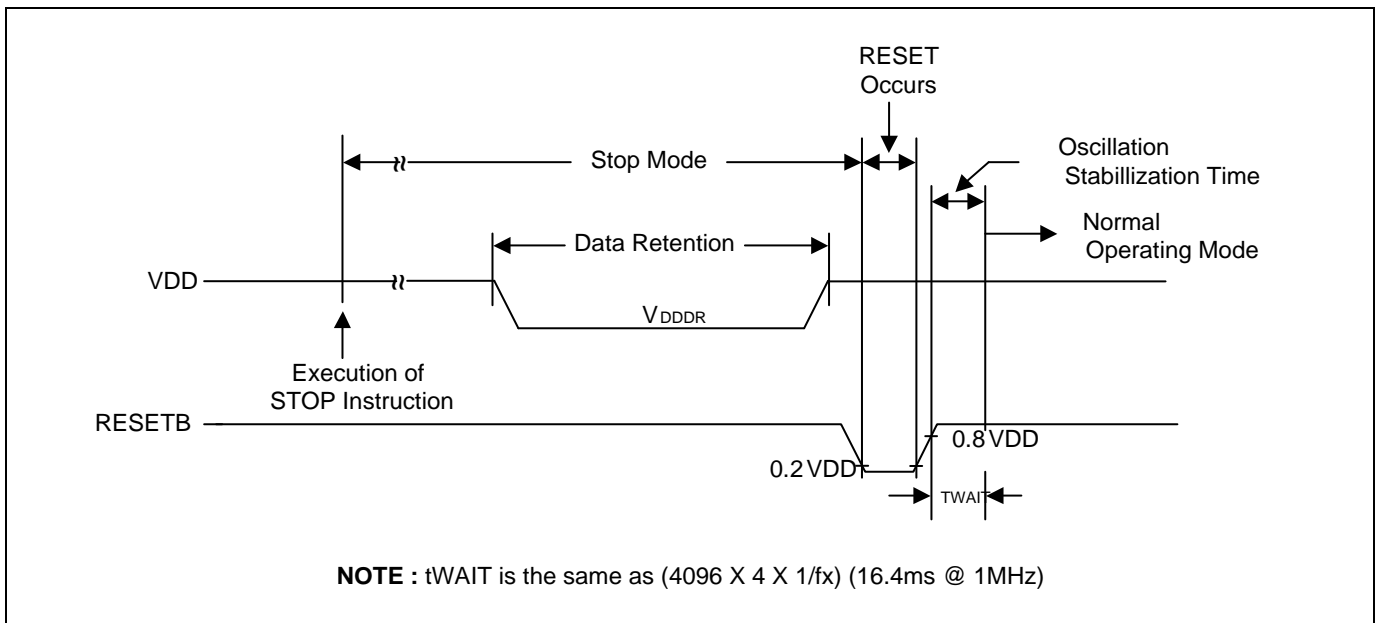 RESET
Occurs
Oscillation
Stabillization Time
Stop Mode
Normal
Operating Mode
Data Retention
VDD
VDDDR
Execution of
STOP Instruction
RESETB
0.8 VDD
0.2 VDD
TWAIT
NOTE : tWAIT is the same as (4096 X 4 X 1/fx) (16.4ms @ 1MHz)